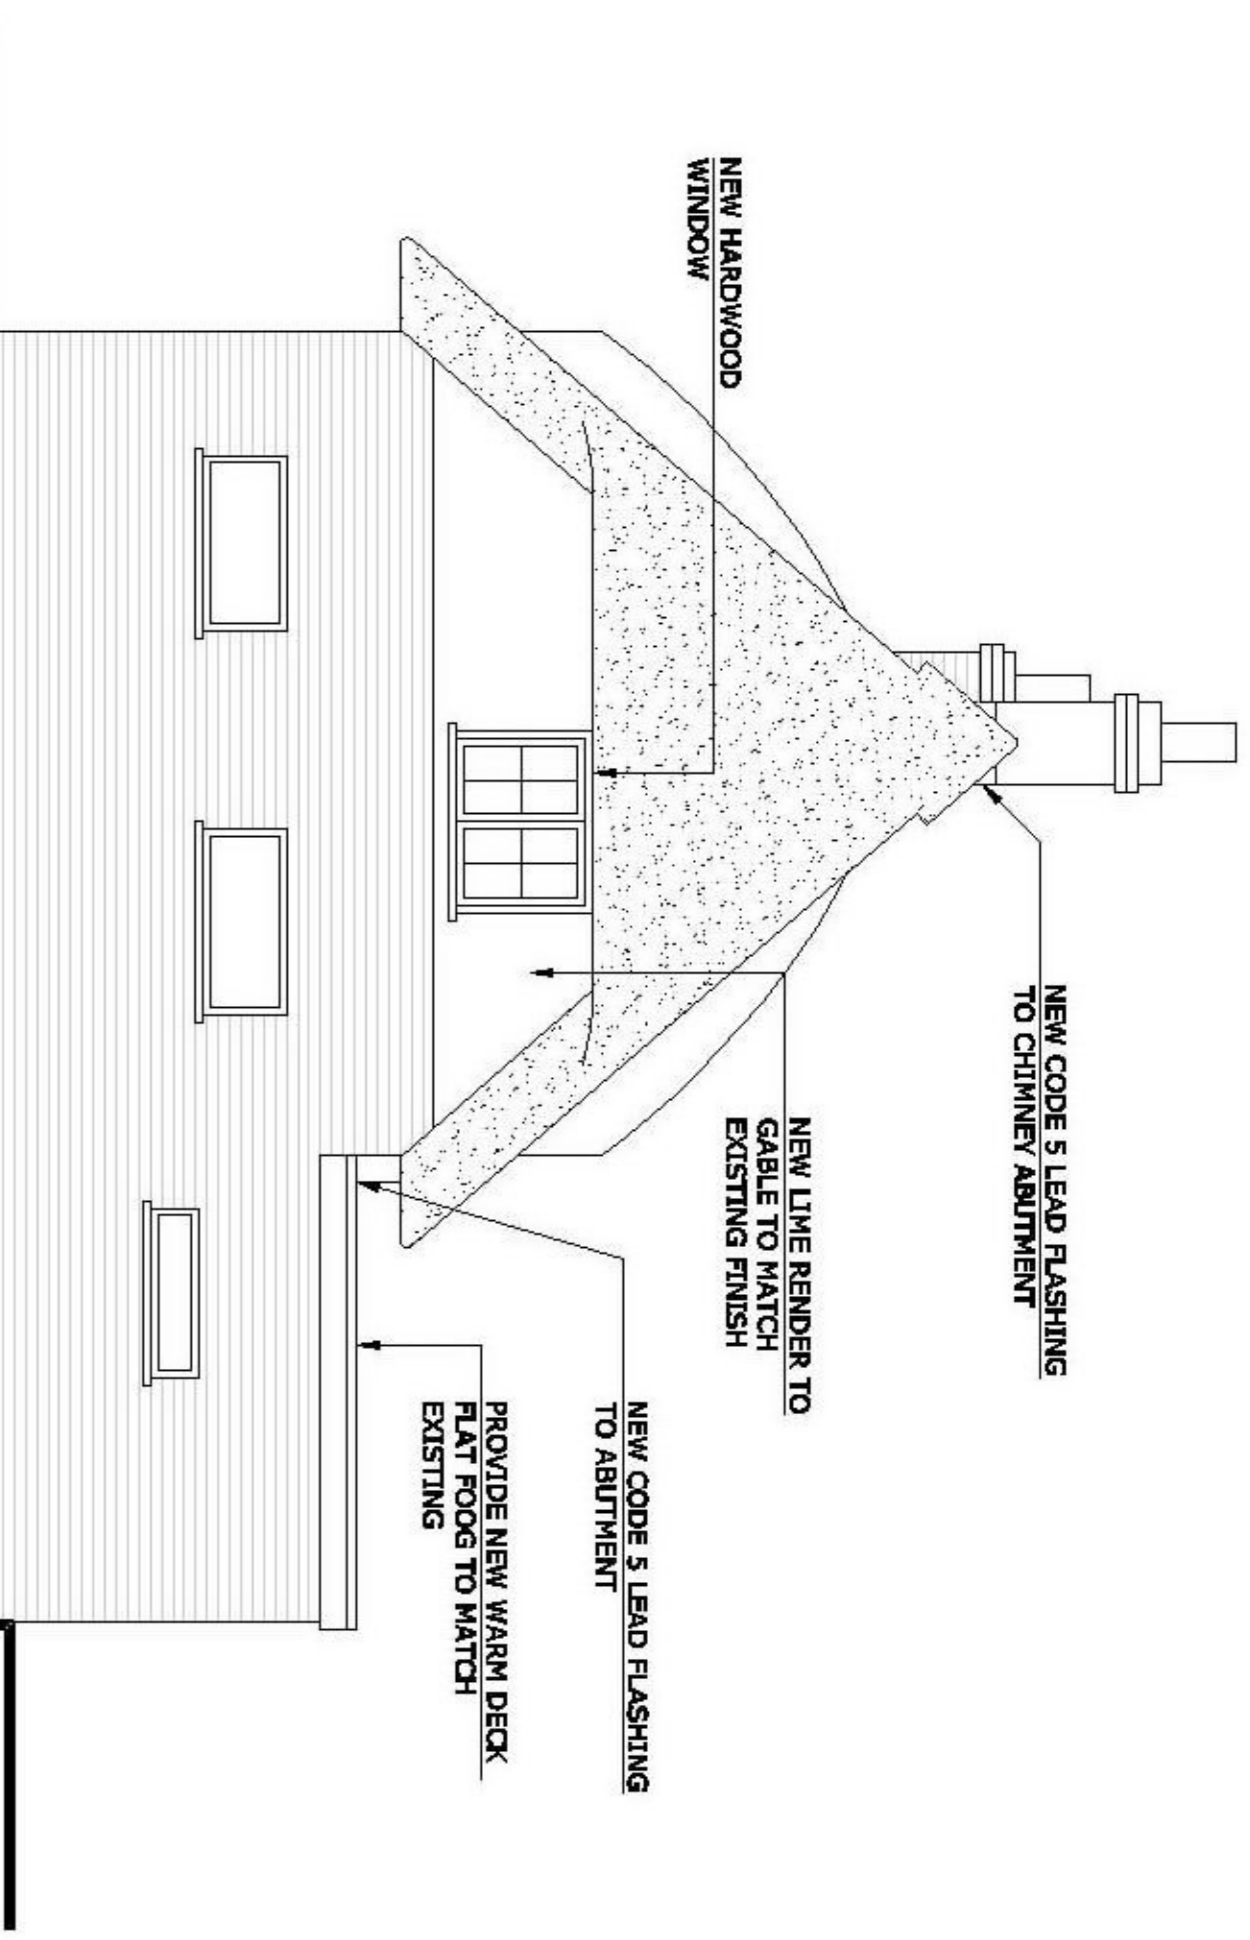 NEW HARDWOOD
WINDOW
NEW CODE 5 LEAD FLASHING
TO CHIMNEY ABUTMENT
NEW LIME RENDER TO
GABLE TO MATCH
EXISTING FINISH
NEW CODE 5 LEAD FLASHING
TO ABUTMENT
PROVIDE NEW WARM DECK
FLAT FOOG TO MATCH
EXISTING